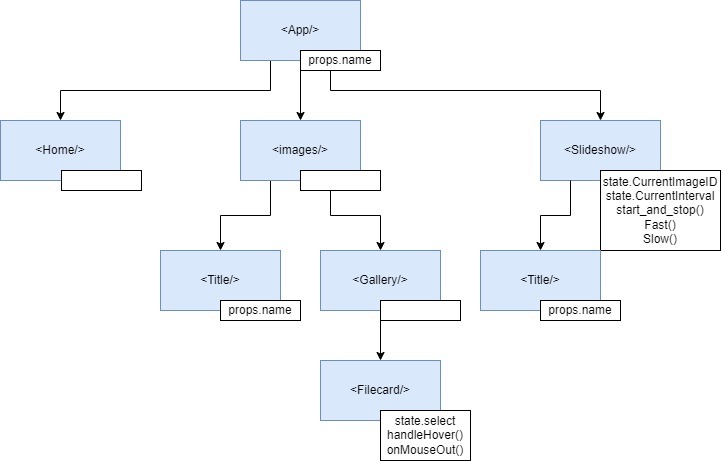 <App/>
props.name
<Home/>
<images/>
<Slideshow/>
state.CurrentImageID
state.CurrentInterval
start_and_stop()
Fast()
Slow()
<Title/>
props.name
<Gallery/>
<Title/>
props.name
<Filecard/>
state.select
handleHover()
onMouseOut()